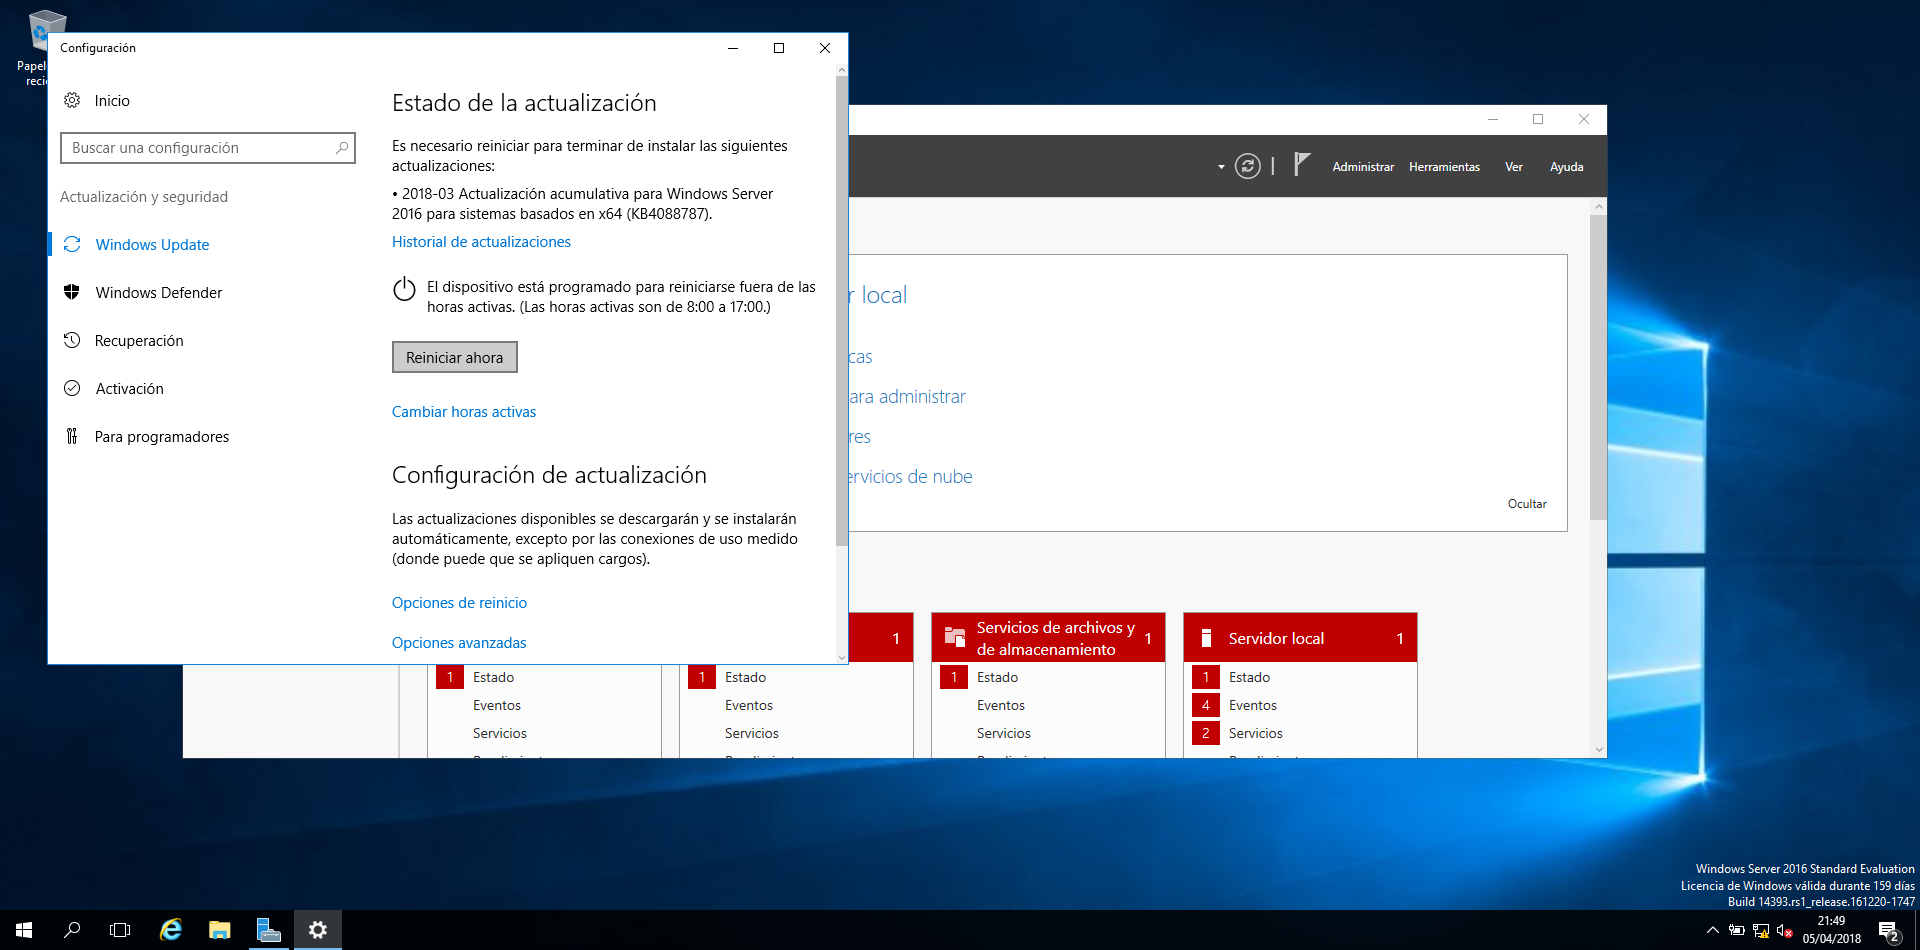 Configuración
Inicio
Buscar una configuración
Actualización y seguridad
Windows Update
Windows Defender
Recuperación
Activación
Para programadores
Estado de la actualización
Es necesario reiniciar para terminar de instalar las siguientes
actualizaciones:
• 2018-03 Actualización acumulativa para Windows Server
2016 para sistemas basados en x64 (KB4088787).
Historial de actualizaciones
El dispositivo está programado para reiniciarse fuera de las
horas activas. (Las horas activas son de 8:00 a 17:00.)
Reiniciar ahora
Cambiar horas activas
Configuración de actualización
Las actualizaciones disponibles se descargarán y se instalarán
automáticamente, excepto por las conexiones de uso medido
(donde puede que se apliquen cargos).
Opciones de reinicio
Opciones avanzadas
Administrar Herramientas Ver Ayuda
local
administrar
de nube
Ocultar
1
Servicios de archivos y
de almacenamiento
1
Servidor local 1
1 Estado
Eventos
Servicios
1 Estado
Eventos
Servicios
1 Estado
Eventos
Servicios
1 Estado
4 Eventos
2 Servicios
Windows Server 2016 Standard Evaluation
Licencia de Windows válida durante 159 días
Build 14393.rs1_release.161220-1747
21:49
05/04/2018
2